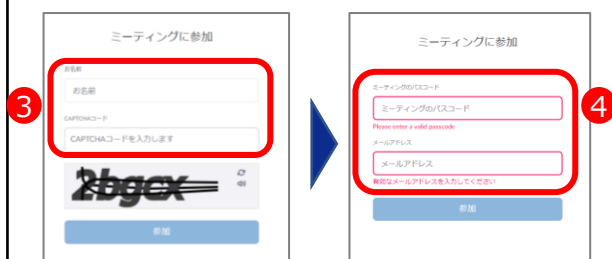 ミーティングに参加
お名前
お名前
CAPTCHAコード
CAPTCHAコードを入力します
2bgcx
参加
3
ミーティングに参加
ミーティングのパスコード
ミーティングのパスコード
Please enter a valid passcode
メールアドレス
メールアドレス
有効なメールアドレスを入力してください
参加
4